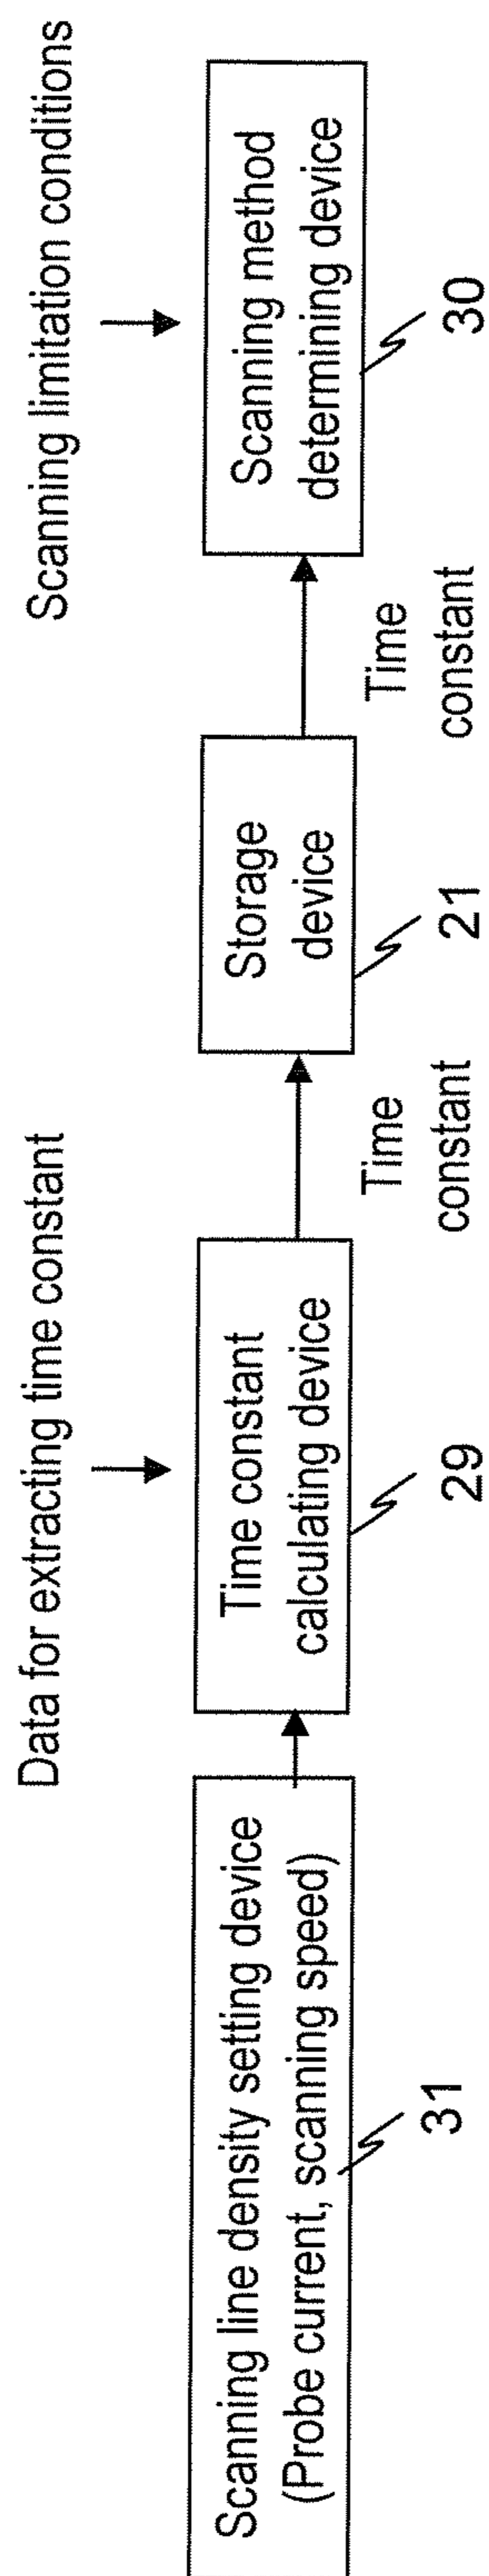 Data for extracting time constant
Scanning limitation conditions
Scanning line density setting device
(Probe current, scanning speed)
31
Time constant
calculating device
29
Time
constant
Storage
device
21
Time
constant
Scanning method
determining device
30